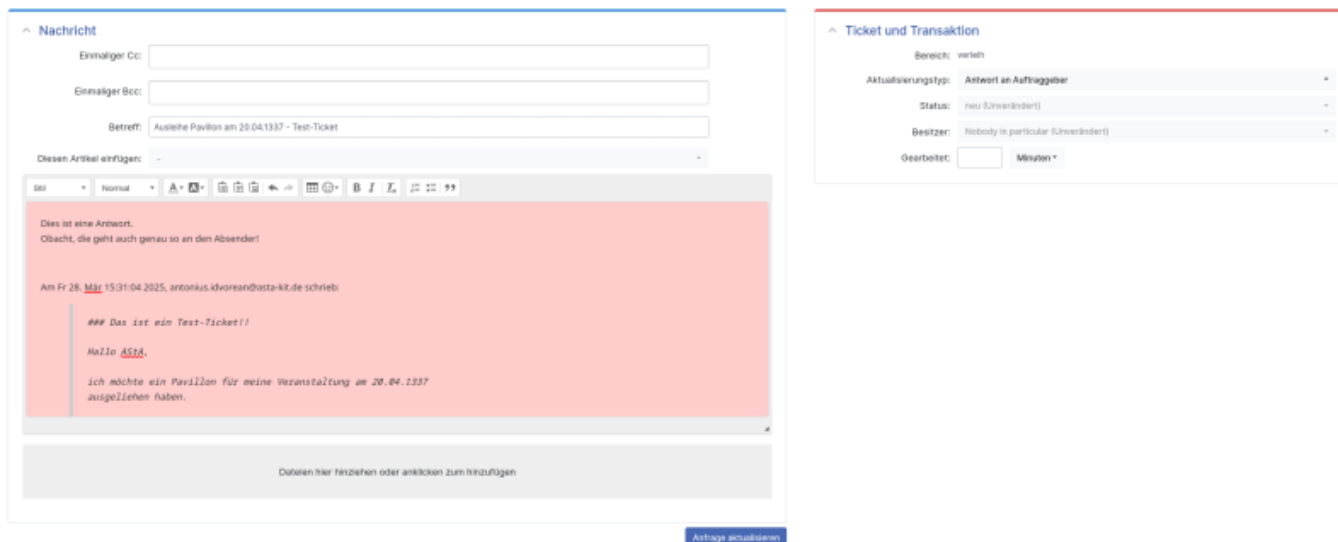 Nachricht
Einmaliger Cc:
Einmaliger Bcc:
Betreff: Ausleihe Pavillon am 20.04.1337 - Test-Ticket
Diesen Artikel einfügen: -
Stil Normal
Dies ist eine Antwort.
Obacht, die geht auch genau so an den Absender!
Am Fr 28. Mär 15:31:04 2025, antonius.idvorean@asta-kit.de schrieb:
### Das ist ein Test-Ticket!!
Hallo AStA,
ich möchte ein Pavillon für meine Veranstaltung am 20.04.1337
ausgeliehen haben.
Dateien hier hinziehen oder anklicken zum hinzufügen
Anfrage aktualisieren
Ticket und Transaktion
Bereich: verleih
Aktualisierungstyp: Antwort an Auftraggeber
Status: neu (Unverändert)
Besitzer: Nobody in particular (Unverändert)
Gearbeitet: Minuten